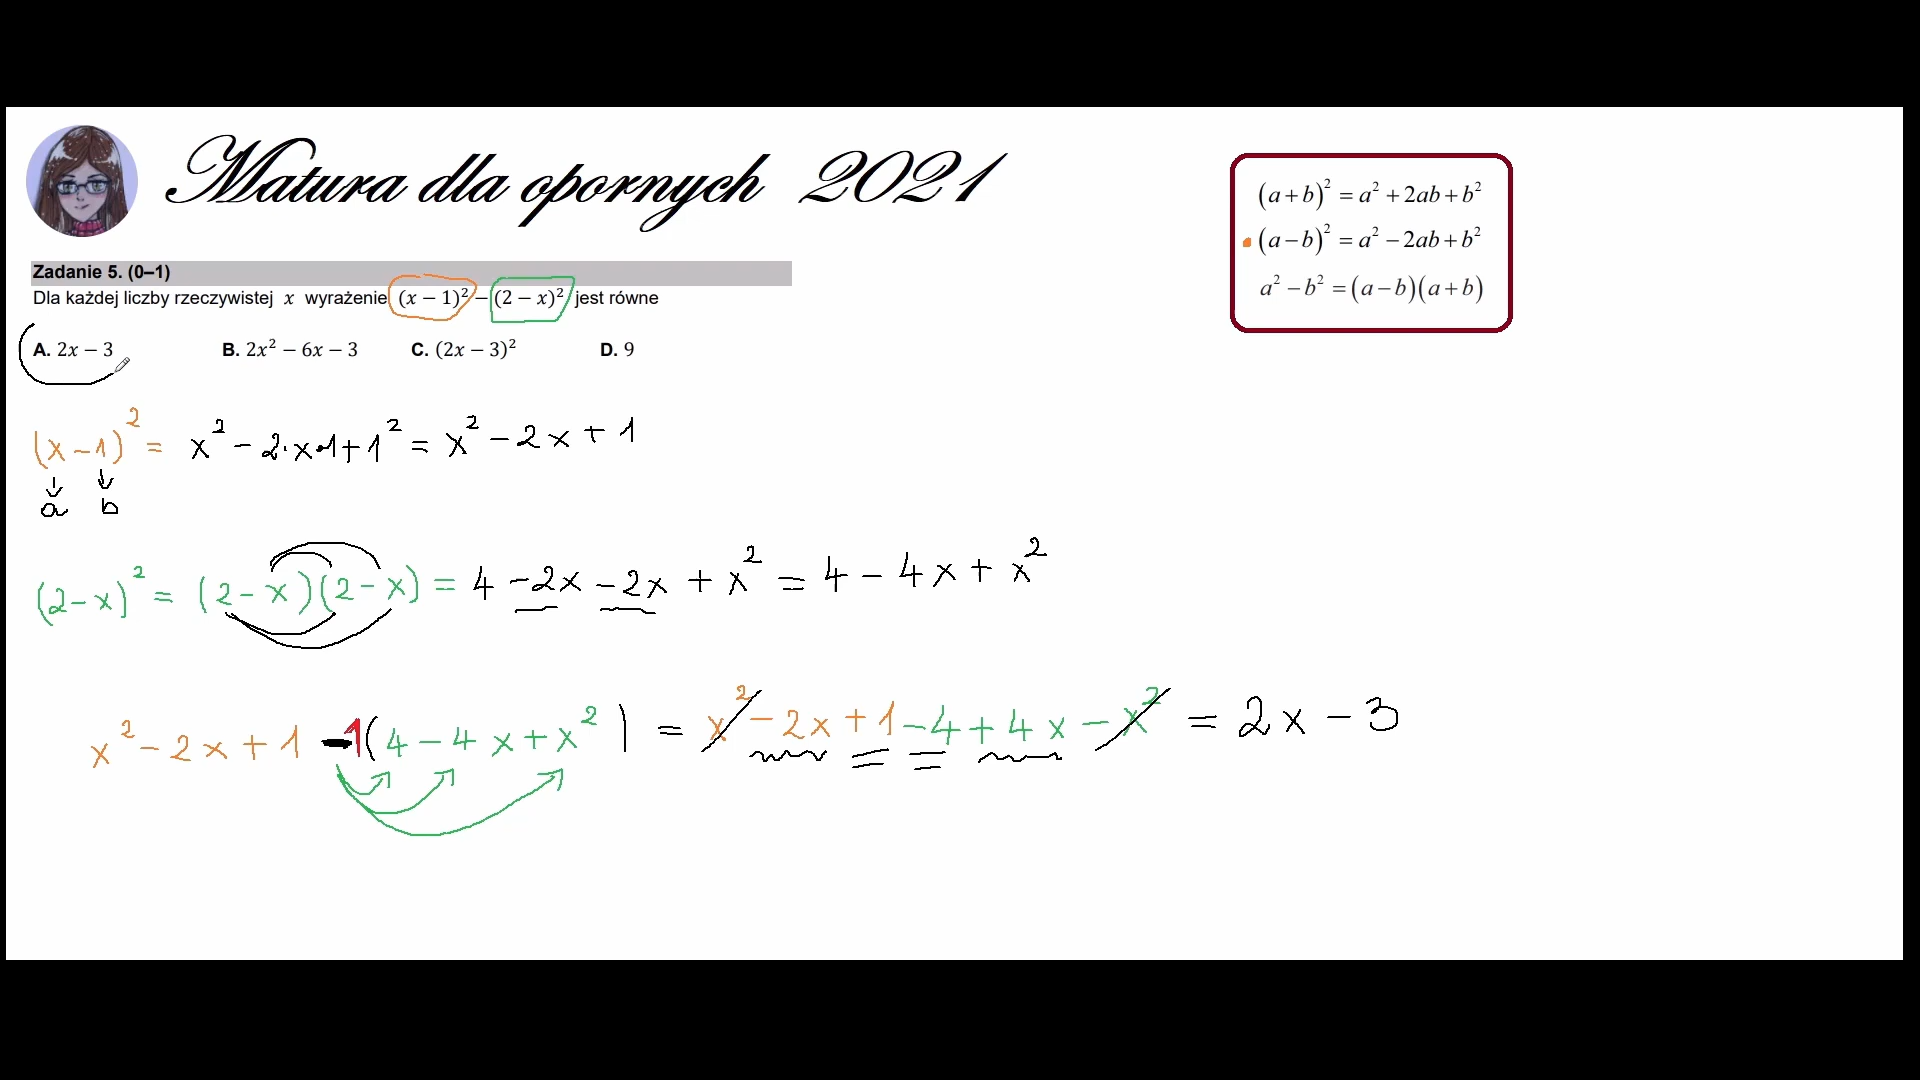 Matura dla opornych 2021
(a+b)² = a² + 2ab + b²
(a−b)² = a² − 2ab + b²
a² − b² = (a−b)(a+b)
Zadanie 5. (0–1)
Dla każdej liczby rzeczywistej x wyrażenie (x − 1)² − (2 − x)² jest równe
A. 2x − 3 B. 2x² − 6x − 3 C. (2x − 3)² D. 9
(x − 1)² = x² − 2·x·1 + 1² = x² − 2x + 1
a b
(2−x)² = (2−x)(2−x) = 4 − 2x − 2x + x² = 4 − 4x + x²
x² − 2x + 1 −1(4 − 4x + x²) = x² − 2x + 1 − 4 + 4x − x² = 2x − 3